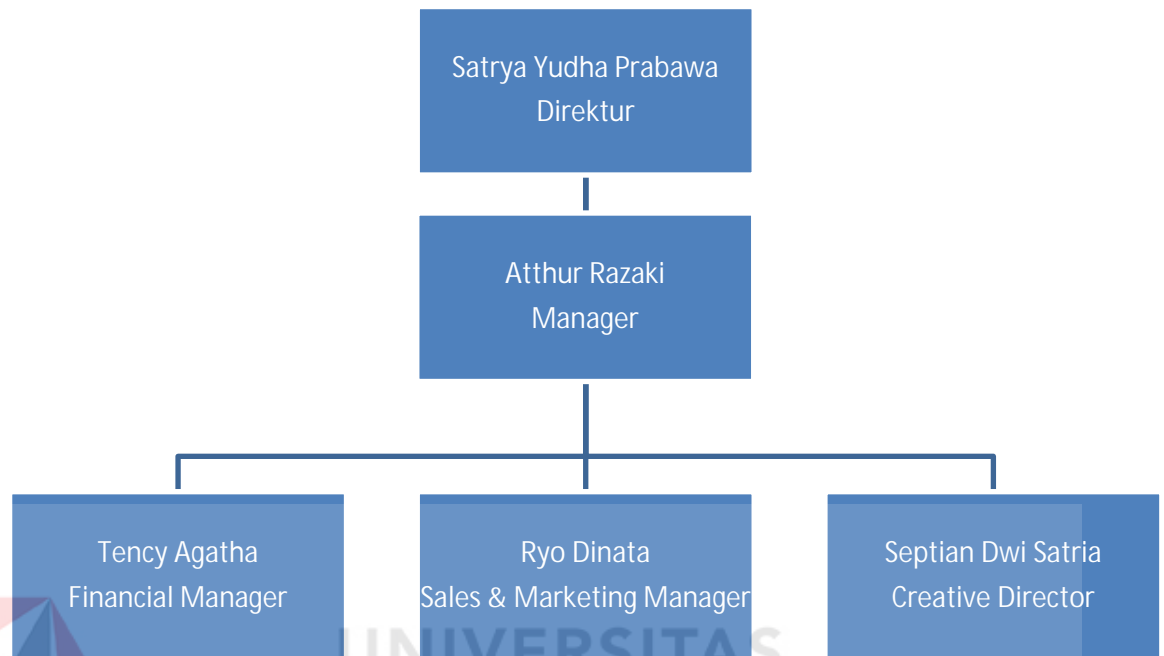 Satrya Yudha Prabawa
Direktur
Atthur Razaki
Manager
Tency Agatha
Financial Manager
Ryo Dinata
Sales & Marketing Manager
Septian Dwi Satria
Creative Director
UNIVERSITAS